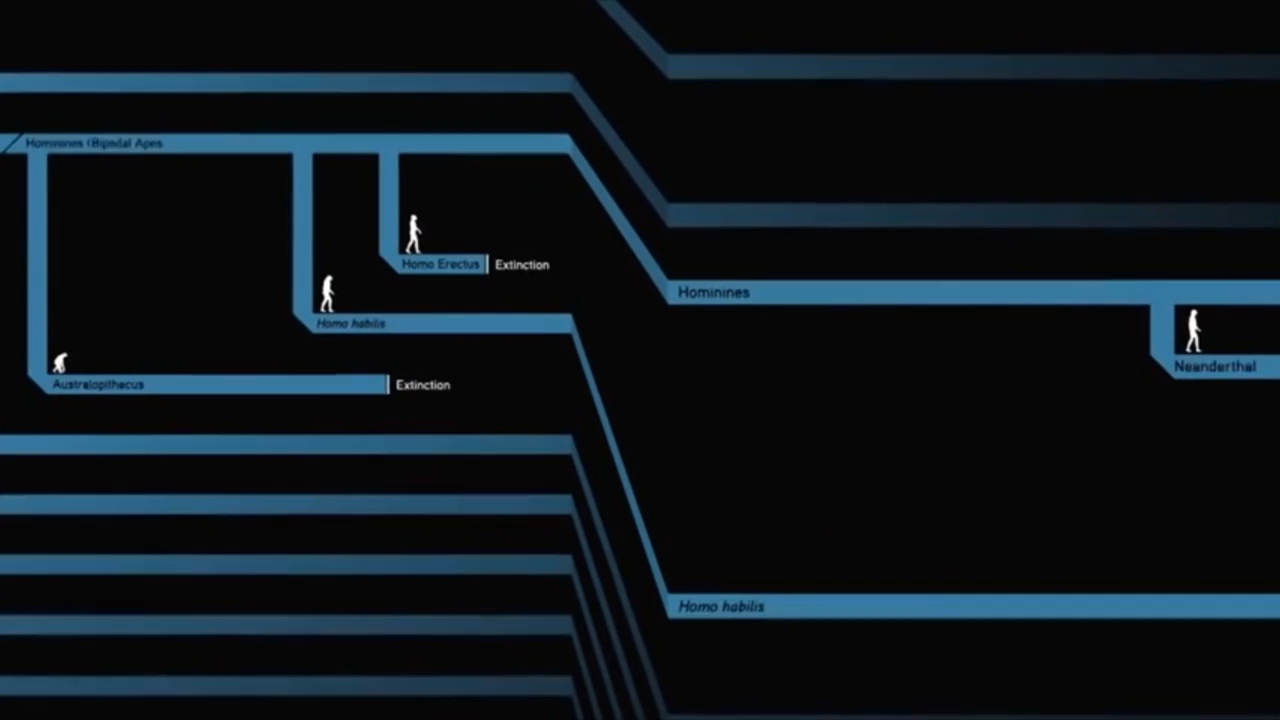 Hominines (Bipedal Apes
Homo Erectus
Extinction
Hominines
Homo habilis
Neanderthal
Australopithecus
Extinction
Homo habilis